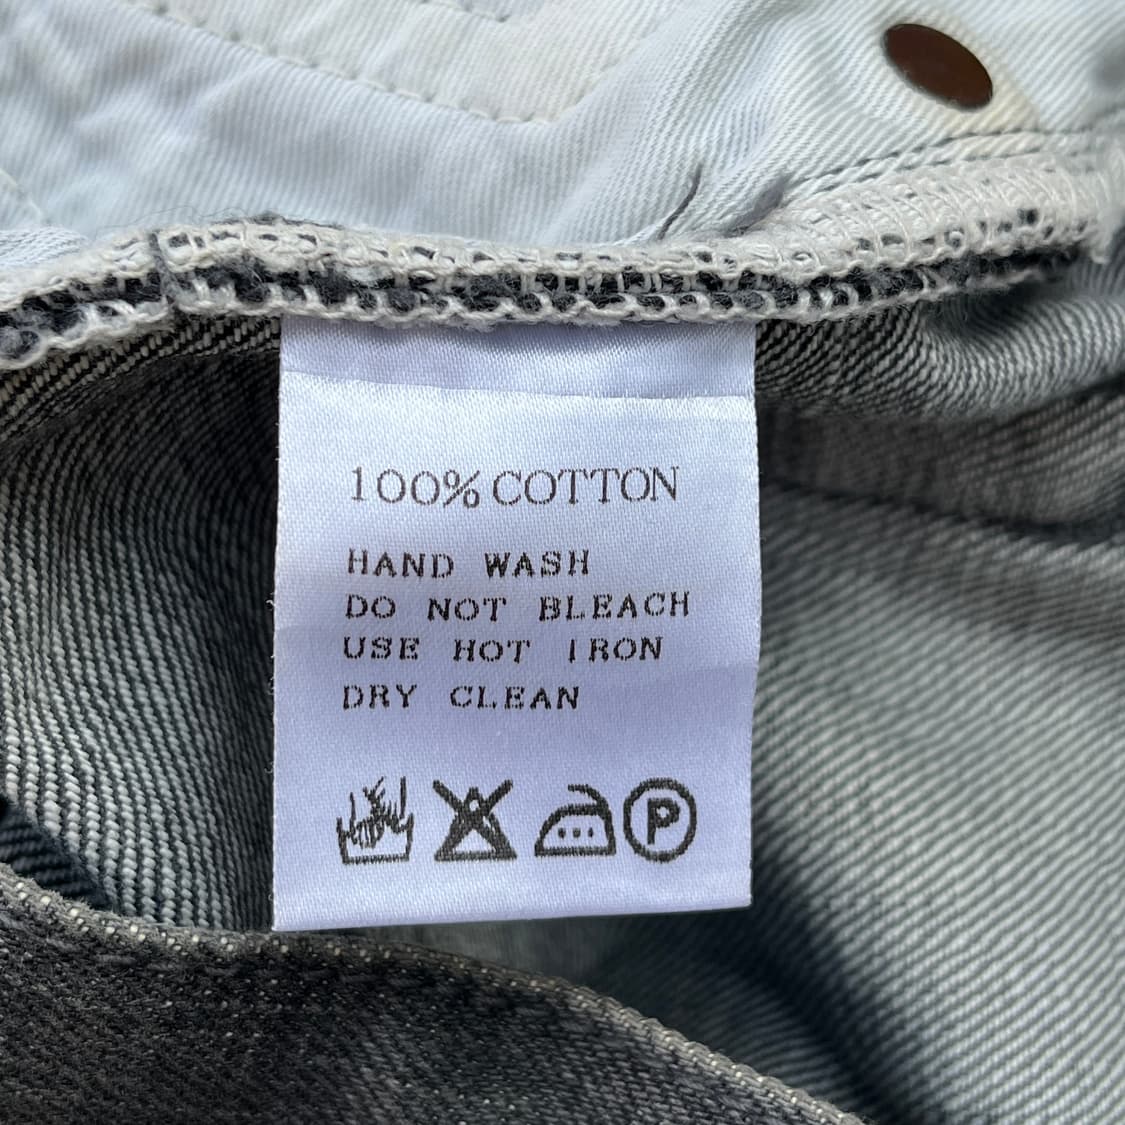 100% COTTON
HAND WASH
DO NOT BLEACH
USE HOT IRON
DRY CLEAN
P